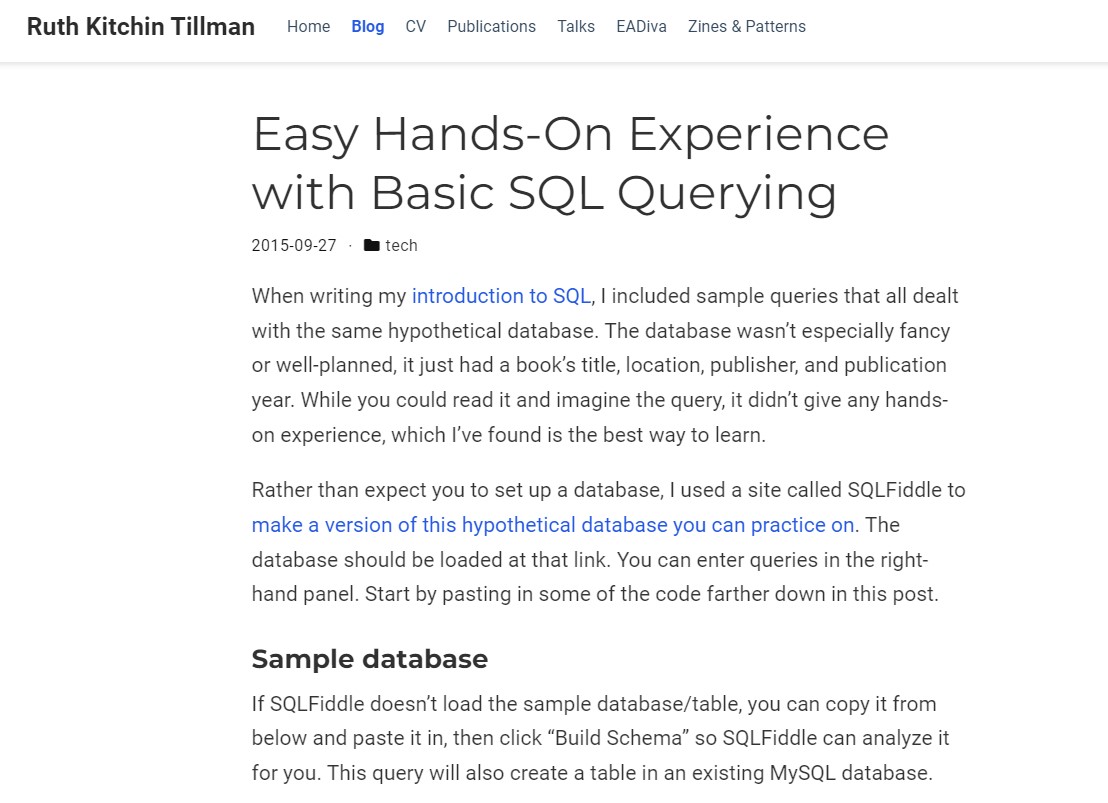 Ruth Kitchin Tillman Home Blog CV Publications Talks EADiva Zines & Patterns
Easy Hands-On Experience
with Basic SQL Querying
2015-09-27 · tech
When writing my introduction to SQL, I included sample queries that all dealt
with the same hypothetical database. The database wasn’t especially fancy
or well-planned, it just had a book’s title, location, publisher, and publication
year. While you could read it and imagine the query, it didn’t give any hands-
on experience, which I’ve found is the best way to learn.
Rather than expect you to set up a database, I used a site called SQLFiddle to
make a version of this hypothetical database you can practice on. The
database should be loaded at that link. You can enter queries in the right-
hand panel. Start by pasting in some of the code farther down in this post.
Sample database
If SQLFiddle doesn’t load the sample database/table, you can copy it from
below and paste it in, then click “Build Schema” so SQLFiddle can analyze it
for you. This query will also create a table in an existing MySQL database.